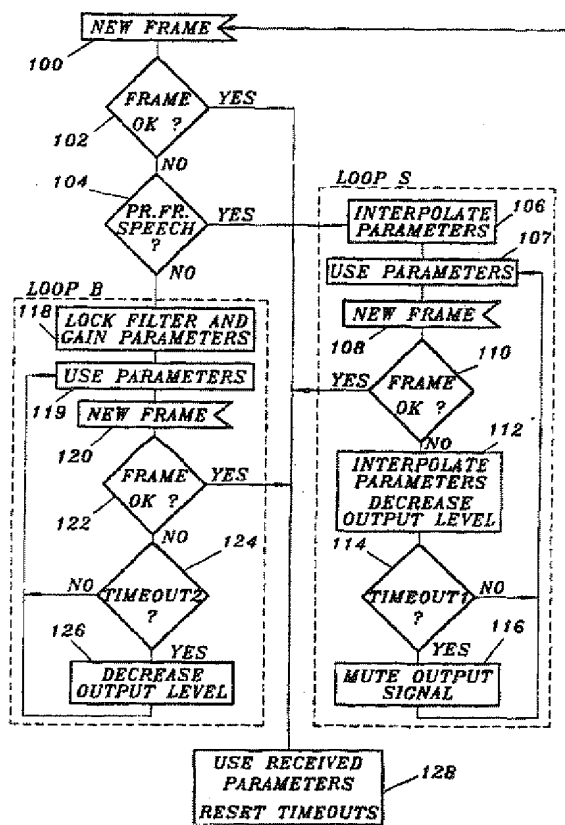 NEW FRAME
100
FRAME
OK ?
YES
102
NO
104
PR.FR.
SPEECH
?
YES
NO
LOOP S
INTERPOLATE
PARAMETERS
106
107
USE PARAMETERS
NEW FRAME
108
110
YES
FRAME
OK ?
NO
112
INTERPOLATE
PARAMETERS
DECREASE
OUTPUT LEVEL
114
TIMEOUT1
?
NO
YES
116
MUTE OUTPUT
SIGNAL
LOOP B
118
LOCK FILTER AND
GAIN PARAMETERS
USE PARAMETERS
119
NEW FRAME
120
FRAME
OK ?
YES
122
NO
124
NO
TIMEOUT2
?
126
YES
DECREASE
OUTPUT LEVEL
USE RECEIVED
PARAMETERS
RESET TIMEOUTS
128